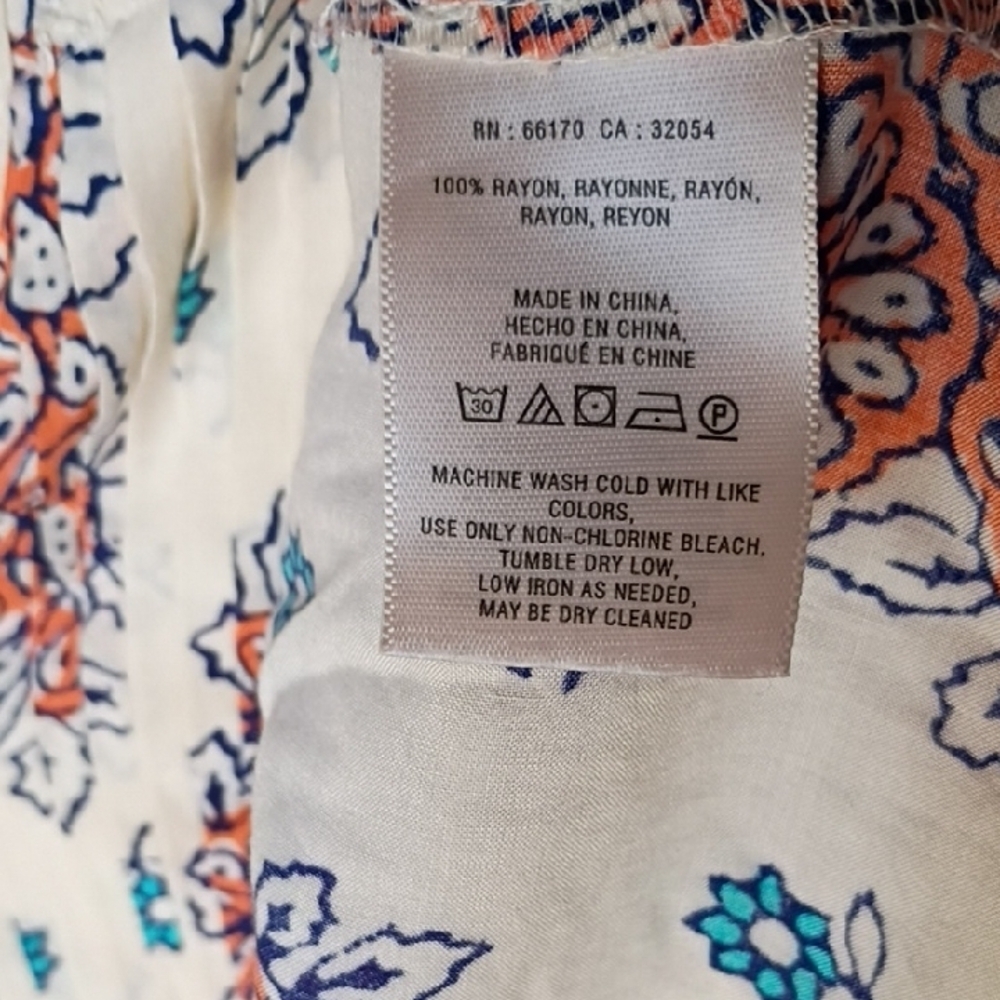 RN : 66170 CA : 32054
100% RAYON, RAYONNE, RAYÓN,
RAYON, REYON
MADE IN CHINA,
HECHO EN CHINA,
FABRIQUÉ EN CHINE
30 P
MACHINE WASH COLD WITH LIKE
COLORS,
USE ONLY NON-CHLORINE BLEACH,
TUMBLE DRY LOW,
LOW IRON AS NEEDED,
MAY BE DRY CLEANED